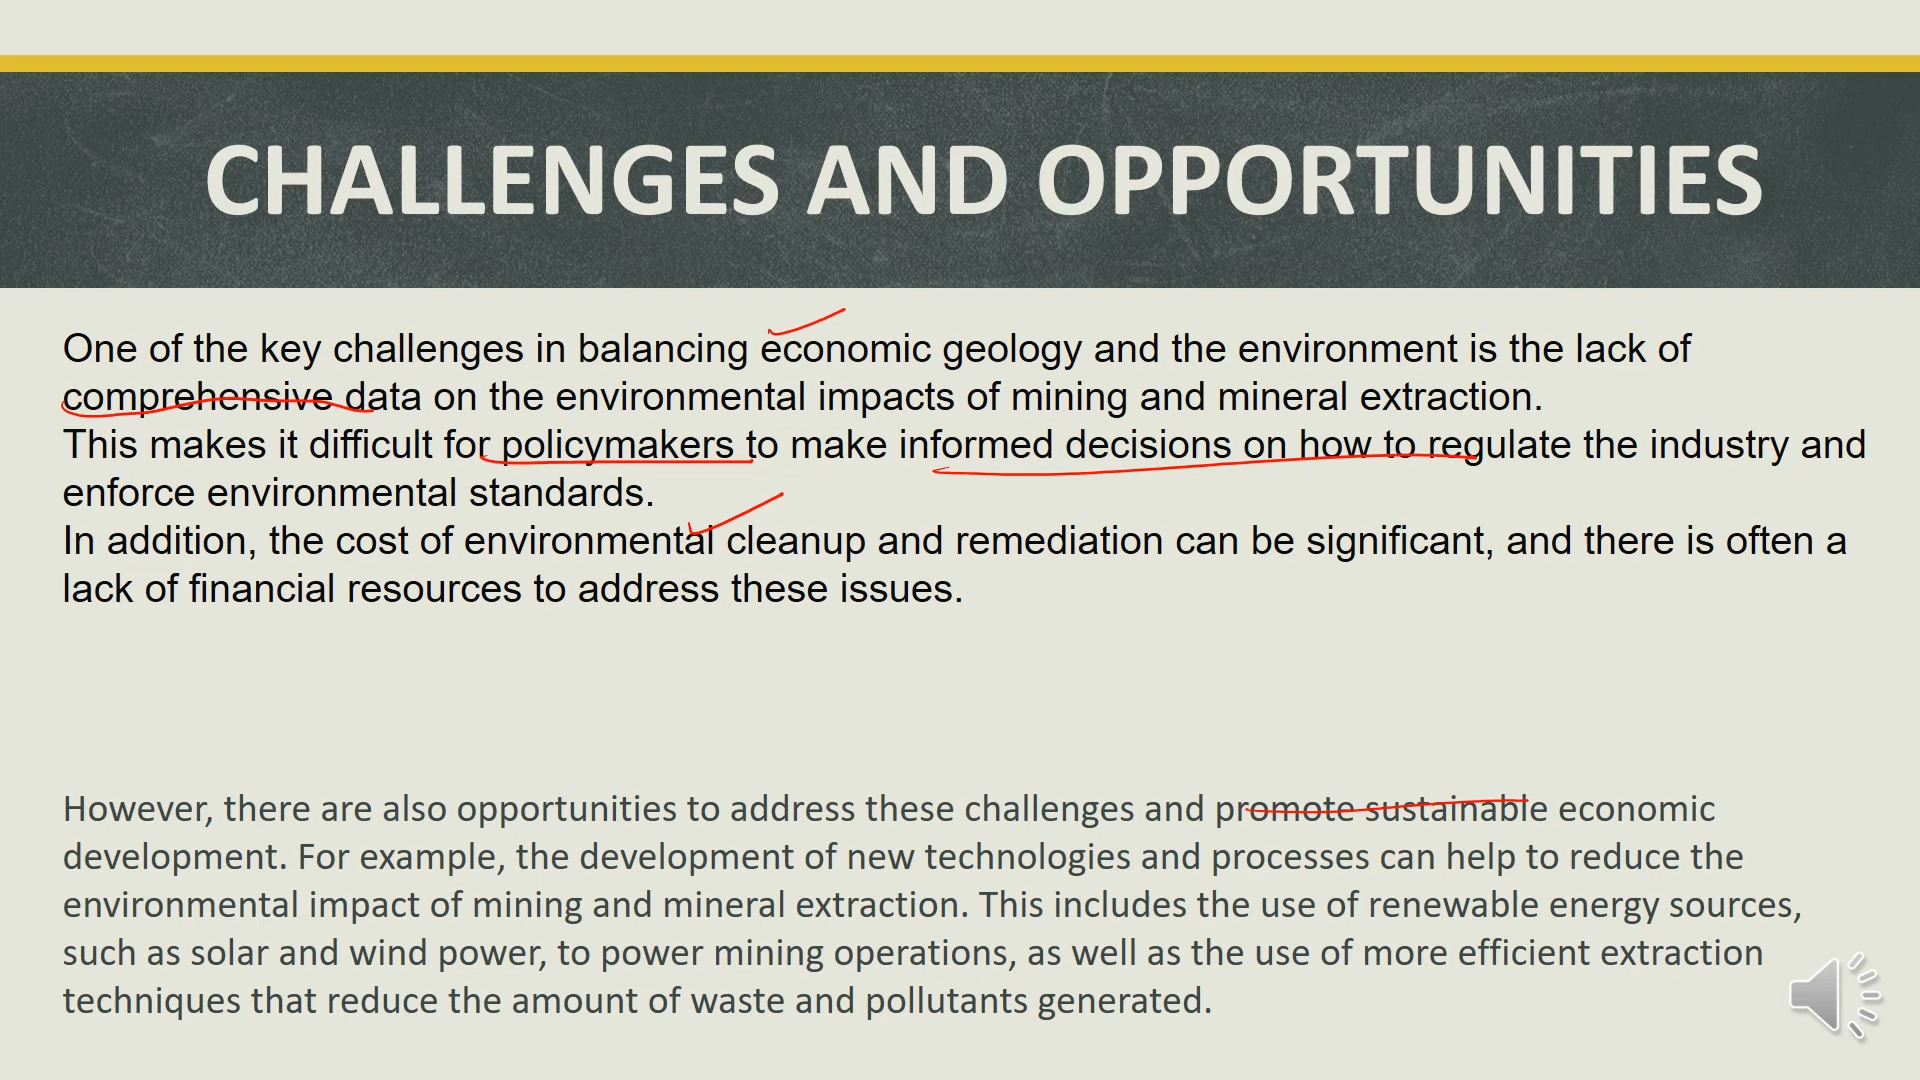 CHALLENGES AND OPPORTUNITIES
One of the key challenges in balancing economic geology and the environment is the lack of
comprehensive data on the environmental impacts of mining and mineral extraction.
This makes it difficult for policymakers to make informed decisions on how to regulate the industry and
enforce environmental standards.
In addition, the cost of environmental cleanup and remediation can be significant, and there is often a
lack of financial resources to address these issues.
However, there are also opportunities to address these challenges and promote sustainable economic
development. For example, the development of new technologies and processes can help to reduce the
environmental impact of mining and mineral extraction. This includes the use of renewable energy sources,
such as solar and wind power, to power mining operations, as well as the use of more efficient extraction
techniques that reduce the amount of waste and pollutants generated.